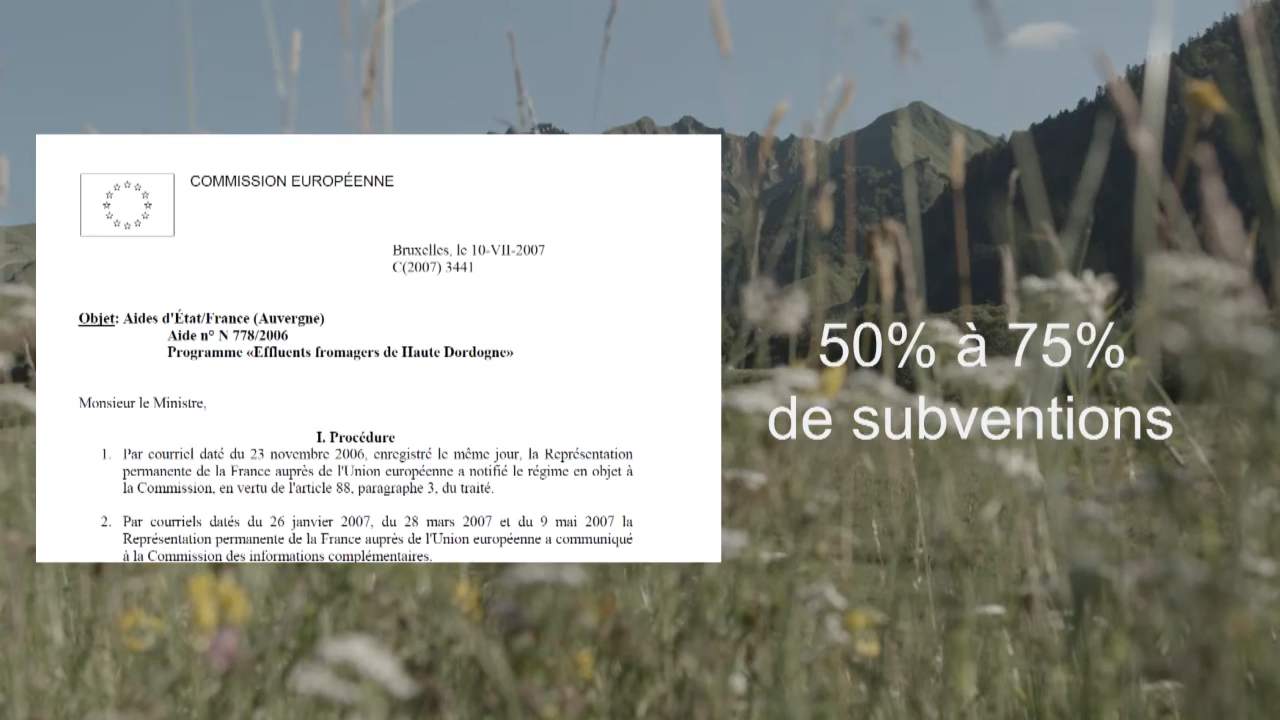 COMMISSION EUROPÉENNE
Bruxelles, le 10-VII-2007
C(2007) 3441
Objet: Aides d'État/France (Auvergne)
Aide n° N 778/2006
Programme «Effluents fromagers de Haute Dordogne»
Monsieur le Ministre,
I. Procédure
1. Par courriel daté du 23 novembre 2006, enregistré le même jour, la Représentation
permanente de la France auprès de l'Union européenne a notifié le régime en objet à
la Commission, en vertu de l'article 88, paragraphe 3, du traité.
2. Par courriels datés du 26 janvier 2007, du 28 mars 2007 et du 9 mai 2007 la
Représentation permanente de la France auprès de l'Union européenne a communiqué
à la Commission des informations complémentaires.
50% à 75%
de subventions